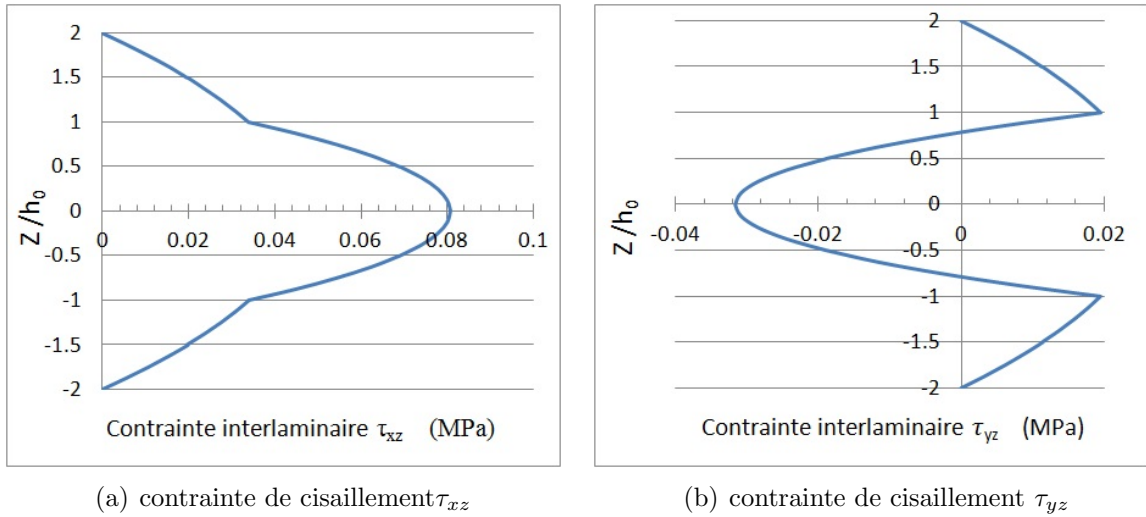 2
1.5
1
0.5
0
-0.5
-1
-1.5
-2
0 0.02 0.04 0.06 0.08 0.1
Z /h₀
Contrainte interlaminaire τxz (MPa)
2
1.5
1
0.5
0
-0.5
-1
-1.5
-2
-0.04 -0.02 0 0.02
Z /h₀
Contrainte interlaminaire τyz (MPa)
(a) contrainte de cisaillementτxz
(b) contrainte de cisaillement τyz